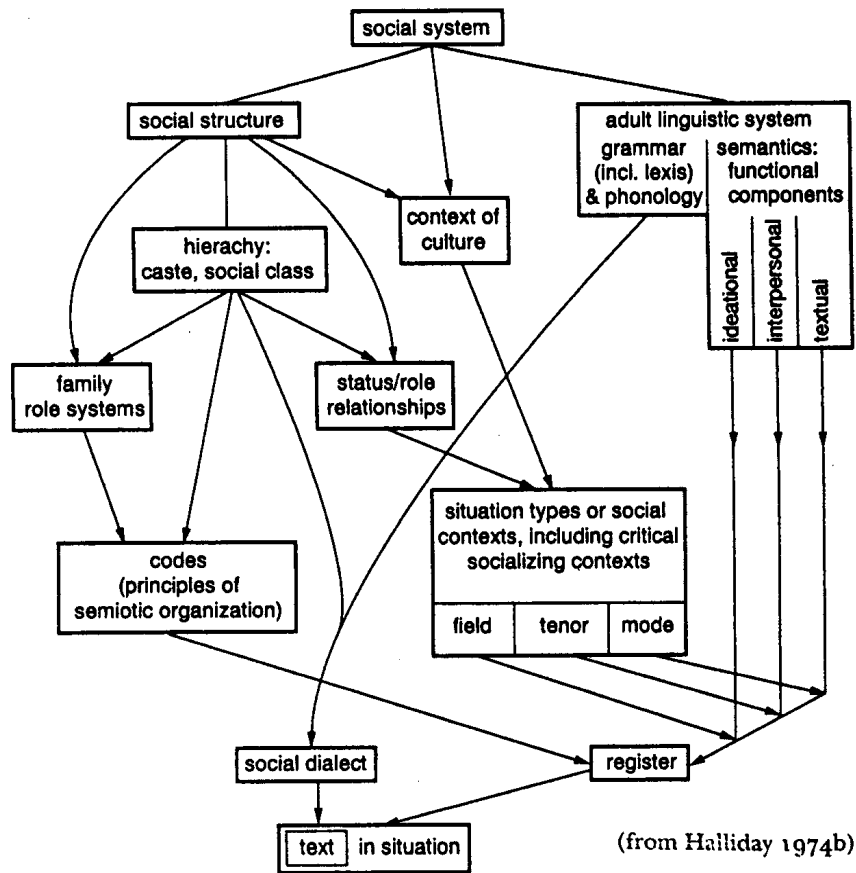 social system
social structure
adult linguistic system
grammar
(incl. lexis)
& phonology
semantics:
functional
components
context of
culture
hierachy:
caste, social class
ideational
interpersonal
textual
family
role systems
status/role
relationships
situation types or social
contexts, including critical
socializing contexts
codes
(principles of
semiotic organization)
field
tenor
mode
social dialect
register
text in situation
(from Halliday 1974b)